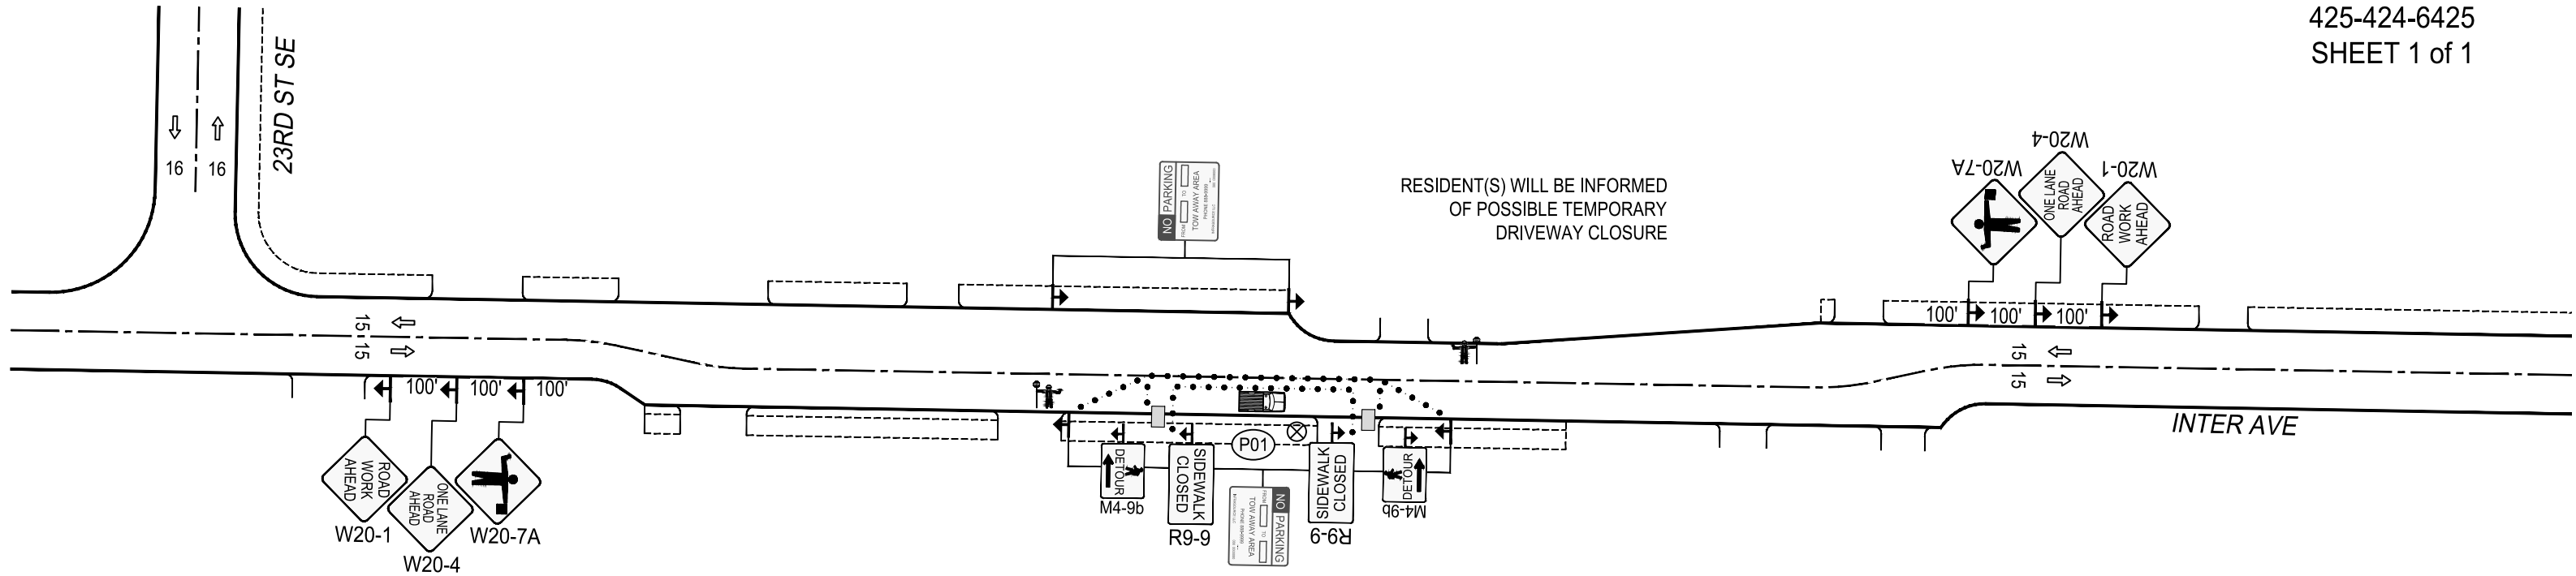 425-424-6425
SHEET 1 of 1
23RD ST SE
16
16
NO PARKING
FROM
TO
TOW AWAY AREA
RESIDENT(S) WILL BE INFORMED
OF POSSIBLE TEMPORARY
DRIVEWAY CLOSURE
W20-7A
W20-4
W20-1
ONE LANE
ROAD
AHEAD
ROAD
WORK
AHEAD
100'
100'
100'
15
15
15
15
100'
100'
100'
INTER AVE
ROAD
WORK
AHEAD
W20-1
ONE LANE
ROAD
AHEAD
W20-4
W20-7A
DETOUR
M4-9b
SIDEWALK
CLOSED
R9-9
P01
NO PARKING
FROM
TO
TOW AWAY AREA
SIDEWALK
CLOSED
R9-9
DETOUR
M4-9b